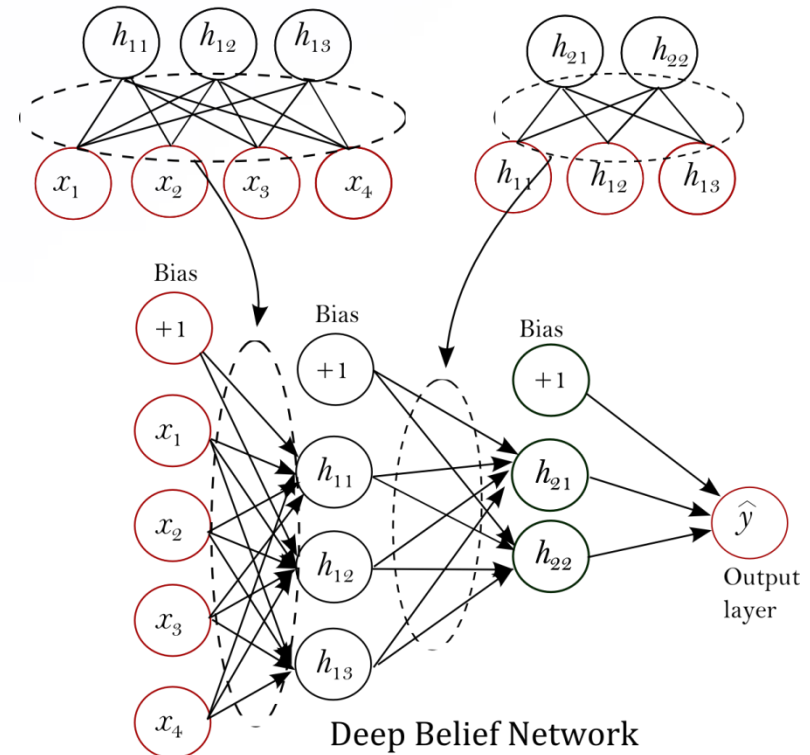 h11 h12 h13
h21 h22
x1 x2 x3 x4
h11 h12 h13
Bias
+1
x1
x2
x3
x4
Bias
+1
h11
h12
h13
Bias
+1
h21
h22
ŷ
Output
layer
Deep Belief Network